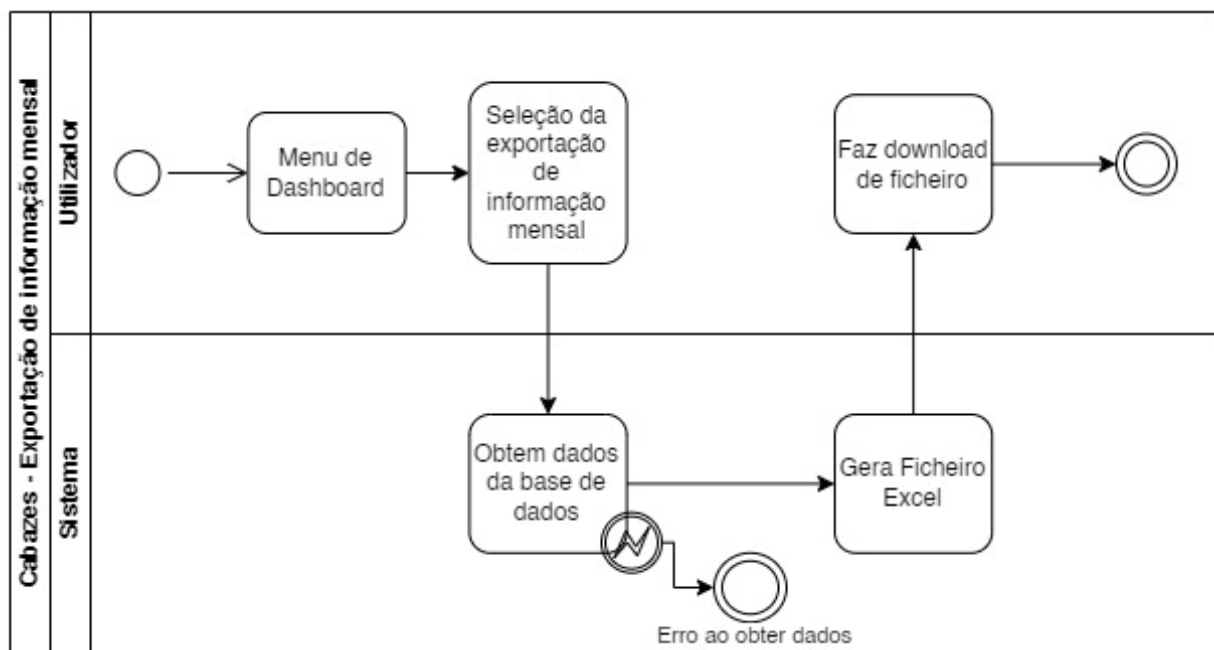 Cabazes - Exportação de informação mensal
Utilizador
Menu de
Dashboard
Seleção da
exportação
de
informação
mensal
Faz download
de ficheiro
Sistema
Obtem dados
da base de
dados
Gera Ficheiro
Excel
Erro ao obter dados